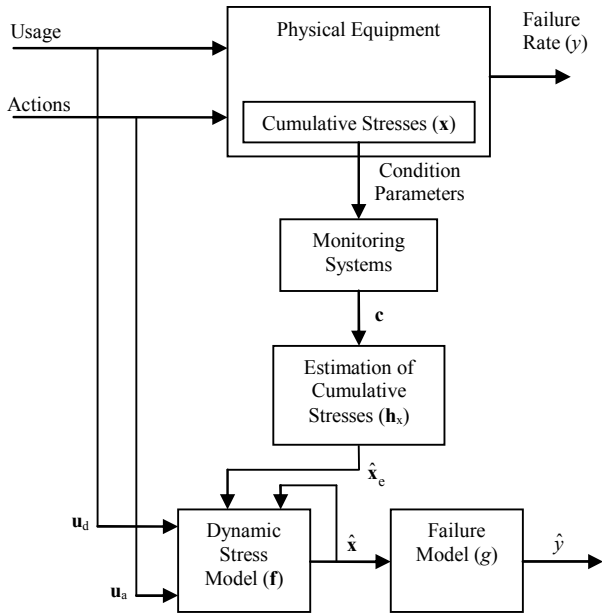 Usage
Physical Equipment
Failure
Rate (y)
Actions
Cumulative Stresses (x)
Condition
Parameters
Monitoring
Systems
c
Estimation of
Cumulative
Stresses (hₓ)
x̂ₑ
u_d
Dynamic
Stress
Model (f)
x̂
Failure
Model (g)
ŷ
uₐ